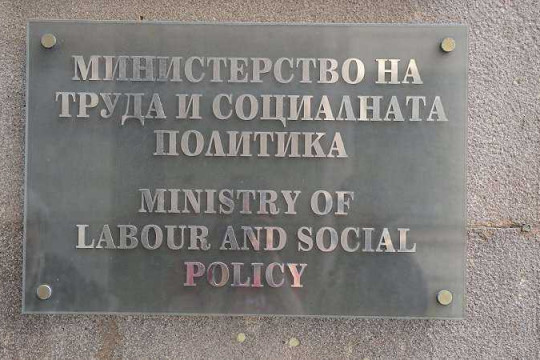 МИНИСТЕРСТВО НА
ТРУДА И СОЦИАЛНАТА
ПОЛИТИКА
MINISTRY OF
LABOUR AND SOCIAL
POLICY